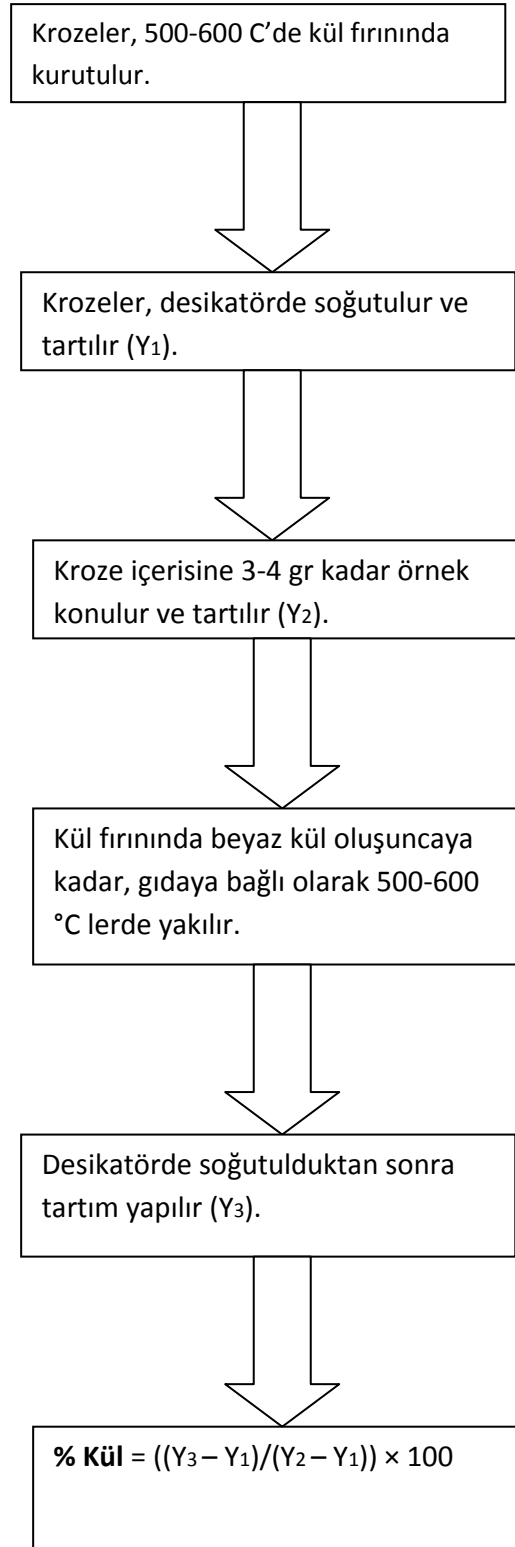 Krozeler, 500-600 C’de kül fırınında
kurutulur.
Krozeler, desikatörde soğutulur ve
tartılır (Y1).
Kroze içerisine 3-4 gr kadar örnek
konulur ve tartılır (Y2).
Kül fırınında beyaz kül oluşuncaya
kadar, gıdaya bağlı olarak 500-600
°C lerde yakılır.
Desikatörde soğutulduktan sonra
tartım yapılır (Y3).
% Kül = ((Y3 – Y1)/(Y2 – Y1)) × 100